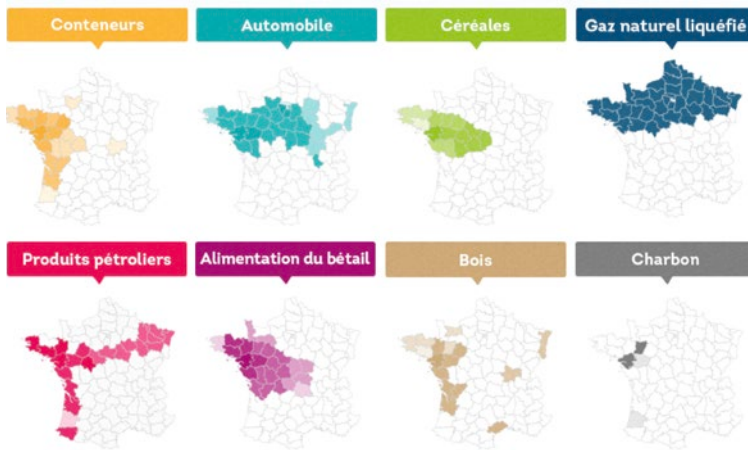 Conteneurs
Automobile
Céréales
Gaz naturel liquéfié
Produits pétroliers
Alimentation du bétail
Bois
Charbon